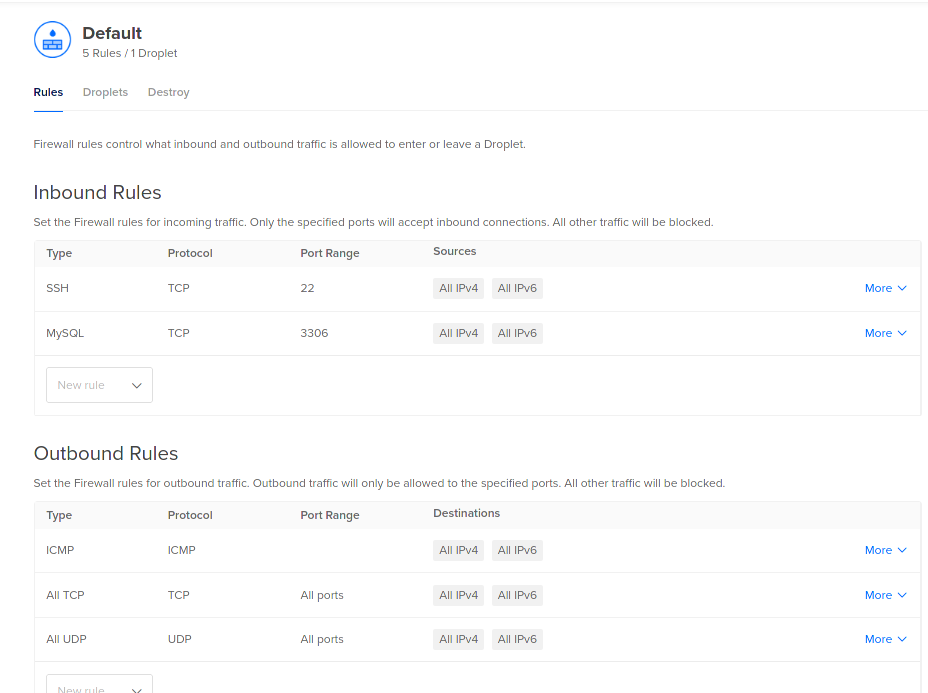 Default
5 Rules / 1 Droplet
Rules Droplets Destroy
Firewall rules control what inbound and outbound traffic is allowed to enter or leave a Droplet.
Inbound Rules
Set the Firewall rules for incoming traffic. Only the specified ports will accept inbound connections. All other traffic will be blocked.
Type Protocol Port Range Sources
SSH TCP 22 All IPv4 All IPv6 More
MySQL TCP 3306 All IPv4 All IPv6 More
New rule
Outbound Rules
Set the Firewall rules for outbound traffic. Outbound traffic will only be allowed to the specified ports. All other traffic will be blocked.
Type Protocol Port Range Destinations
ICMP ICMP All IPv4 All IPv6 More
All TCP TCP All ports All IPv4 All IPv6 More
All UDP UDP All ports All IPv4 All IPv6 More
New rule